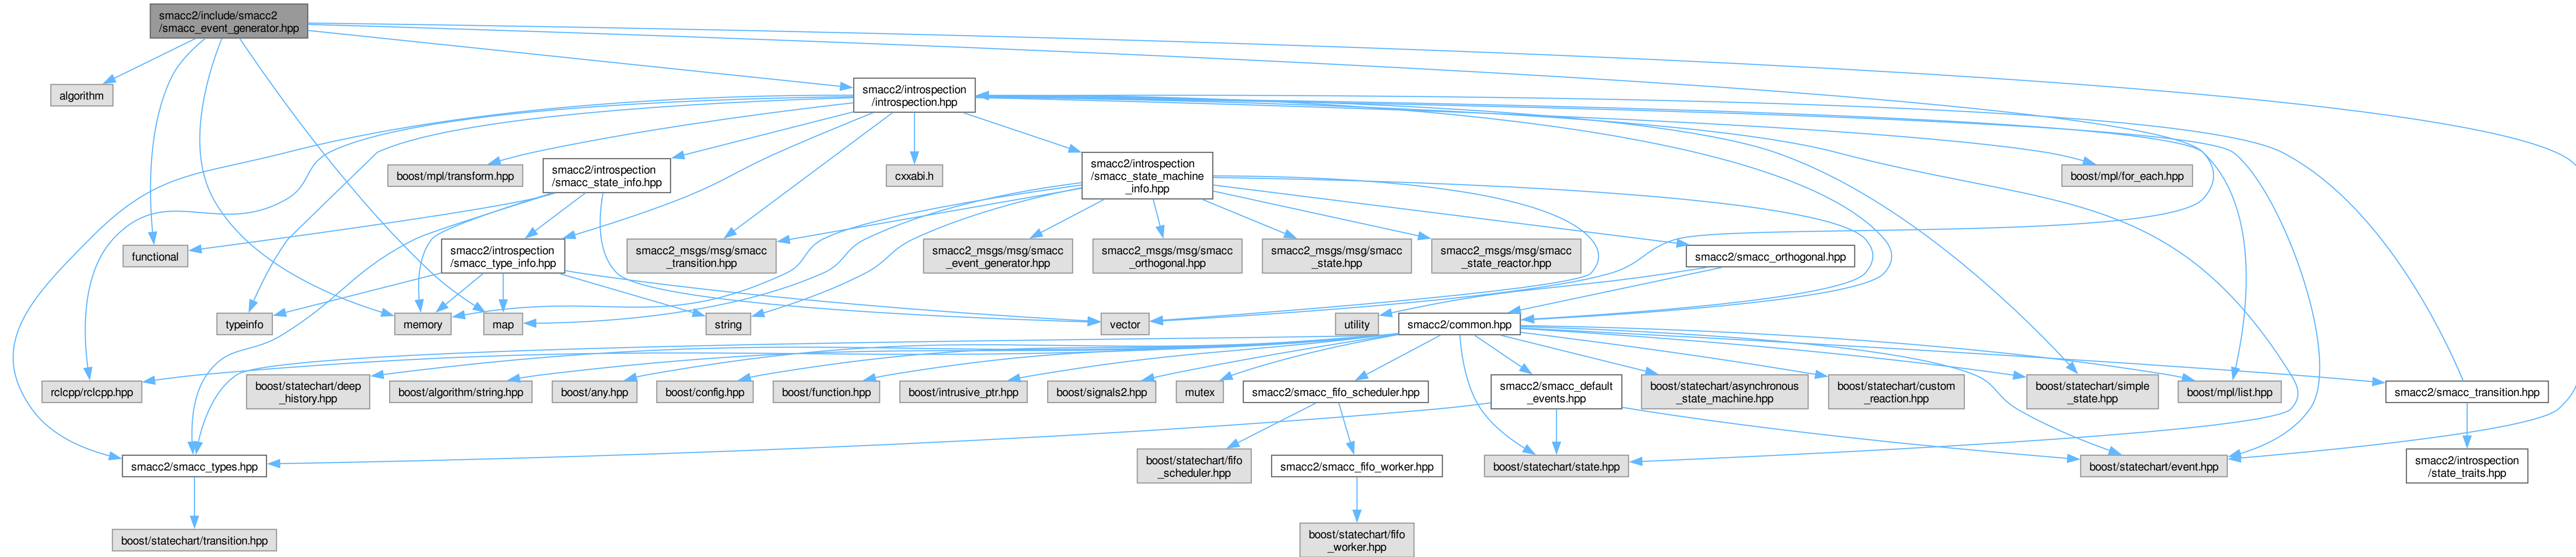 smacc2/include/smacc2
/smacc_event_generator.hpp
algorithm
smacc2/introspection
/introspection.hpp
boost/mpl/transform.hpp
smacc2/introspection
/smacc_state_info.hpp
cxxabi.h
smacc2/introspection
/smacc_state_machine
_info.hpp
boost/mpl/for_each.hpp
functional
smacc2/introspection
/smacc_type_info.hpp
smacc2_msgs/msg/smacc
_transition.hpp
smacc2_msgs/msg/smacc
_event_generator.hpp
smacc2_msgs/msg/smacc
_orthogonal.hpp
smacc2_msgs/msg/smacc
_state.hpp
smacc2_msgs/msg/smacc
_state_reactor.hpp
smacc2/smacc_orthogonal.hpp
typeinfo
memory
map
string
vector
utility
smacc2/common.hpp
rclcpp/rclcpp.hpp
boost/statechart/deep
_history.hpp
boost/algorithm/string.hpp
boost/any.hpp
boost/config.hpp
boost/function.hpp
boost/intrusive_ptr.hpp
boost/signals2.hpp
mutex
smacc2/smacc_fifo_scheduler.hpp
smacc2/smacc_default
_events.hpp
boost/statechart/asynchronous
_state_machine.hpp
boost/statechart/custom
_reaction.hpp
boost/statechart/simple
_state.hpp
boost/mpl/list.hpp
smacc2/smacc_transition.hpp
smacc2/smacc_types.hpp
boost/statechart/fifo
_scheduler.hpp
smacc2/smacc_fifo_worker.hpp
boost/statechart/state.hpp
boost/statechart/event.hpp
smacc2/introspection
/state_traits.hpp
boost/statechart/transition.hpp
boost/statechart/fifo
_worker.hpp